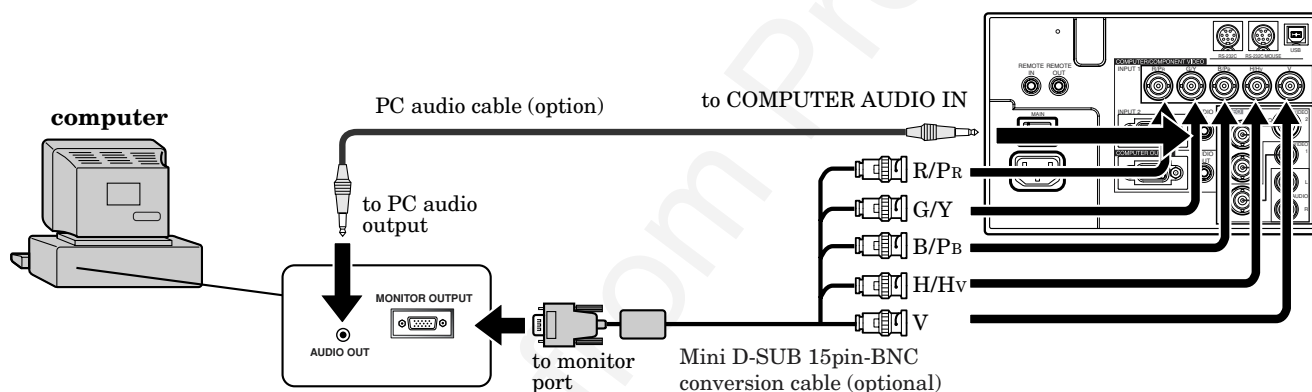 computer
PC audio cable (option)
to COMPUTER AUDIO IN
to PC audio
output
MONITOR OUTPUT
AUDIO OUT
to monitor
port
Mini D-SUB 15pin-BNC
conversion cable (optional)
R/PR
G/Y
B/PB
H/HV
V
RS-232C
RS-232C/MOUSE
USB
REMOTE
IN
REMOTE
OUT
COMPUTER/COMPONENT VIDEO
INPUT 1
R/PR
G/Y
B/PB
H/HV
V
MAIN
INPUT 2
L
R